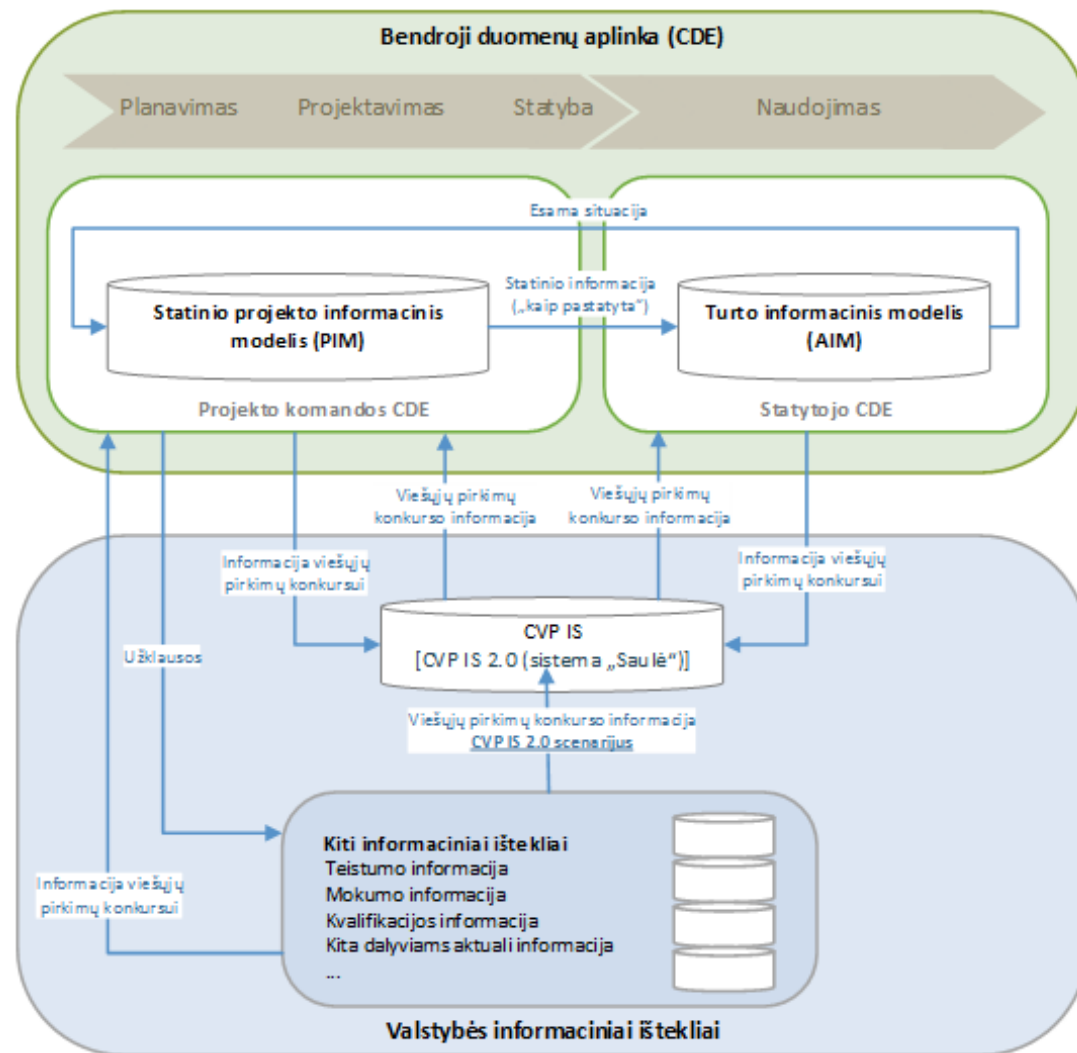 Bendroji duomenų aplinka (CDE)
Planavimas
Projektavimas
Statyba
Naudojimas
Esama situacija
Statinio informacija
(„kaip pastatyta“)
Statinio projekto informacinis
modelis (PIM)
Turto informacinis modelis
(AIM)
Projekto komandos CDE
Statytojo CDE
Viešųjų pirkimų
konkurso informacija
Viešųjų pirkimų
konkurso informacija
Informacija viešųjų
pirkimų konkursui
Informacija viešųjų
pirkimų konkursui
CVP IS
[CVP IS 2.0 (sistema „Saulė“)]
Užklausos
Viešųjų pirkimų konkurso informacija
CVP IS 2.0 scenarijus
Kiti informaciniai ištekliai
Teistumo informacija
Mokumo informacija
Kvalifikacijos informacija
Kita dalyviams aktuali informacija
...
Informacija viešųjų
pirkimų konkursui
Valstybės informaciniai ištekliai